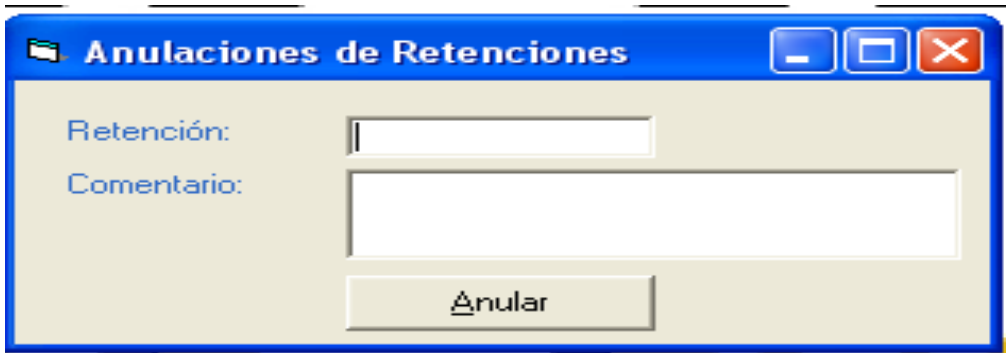 Anulaciones de Retenciones
Retención:
Comentario:
Anular